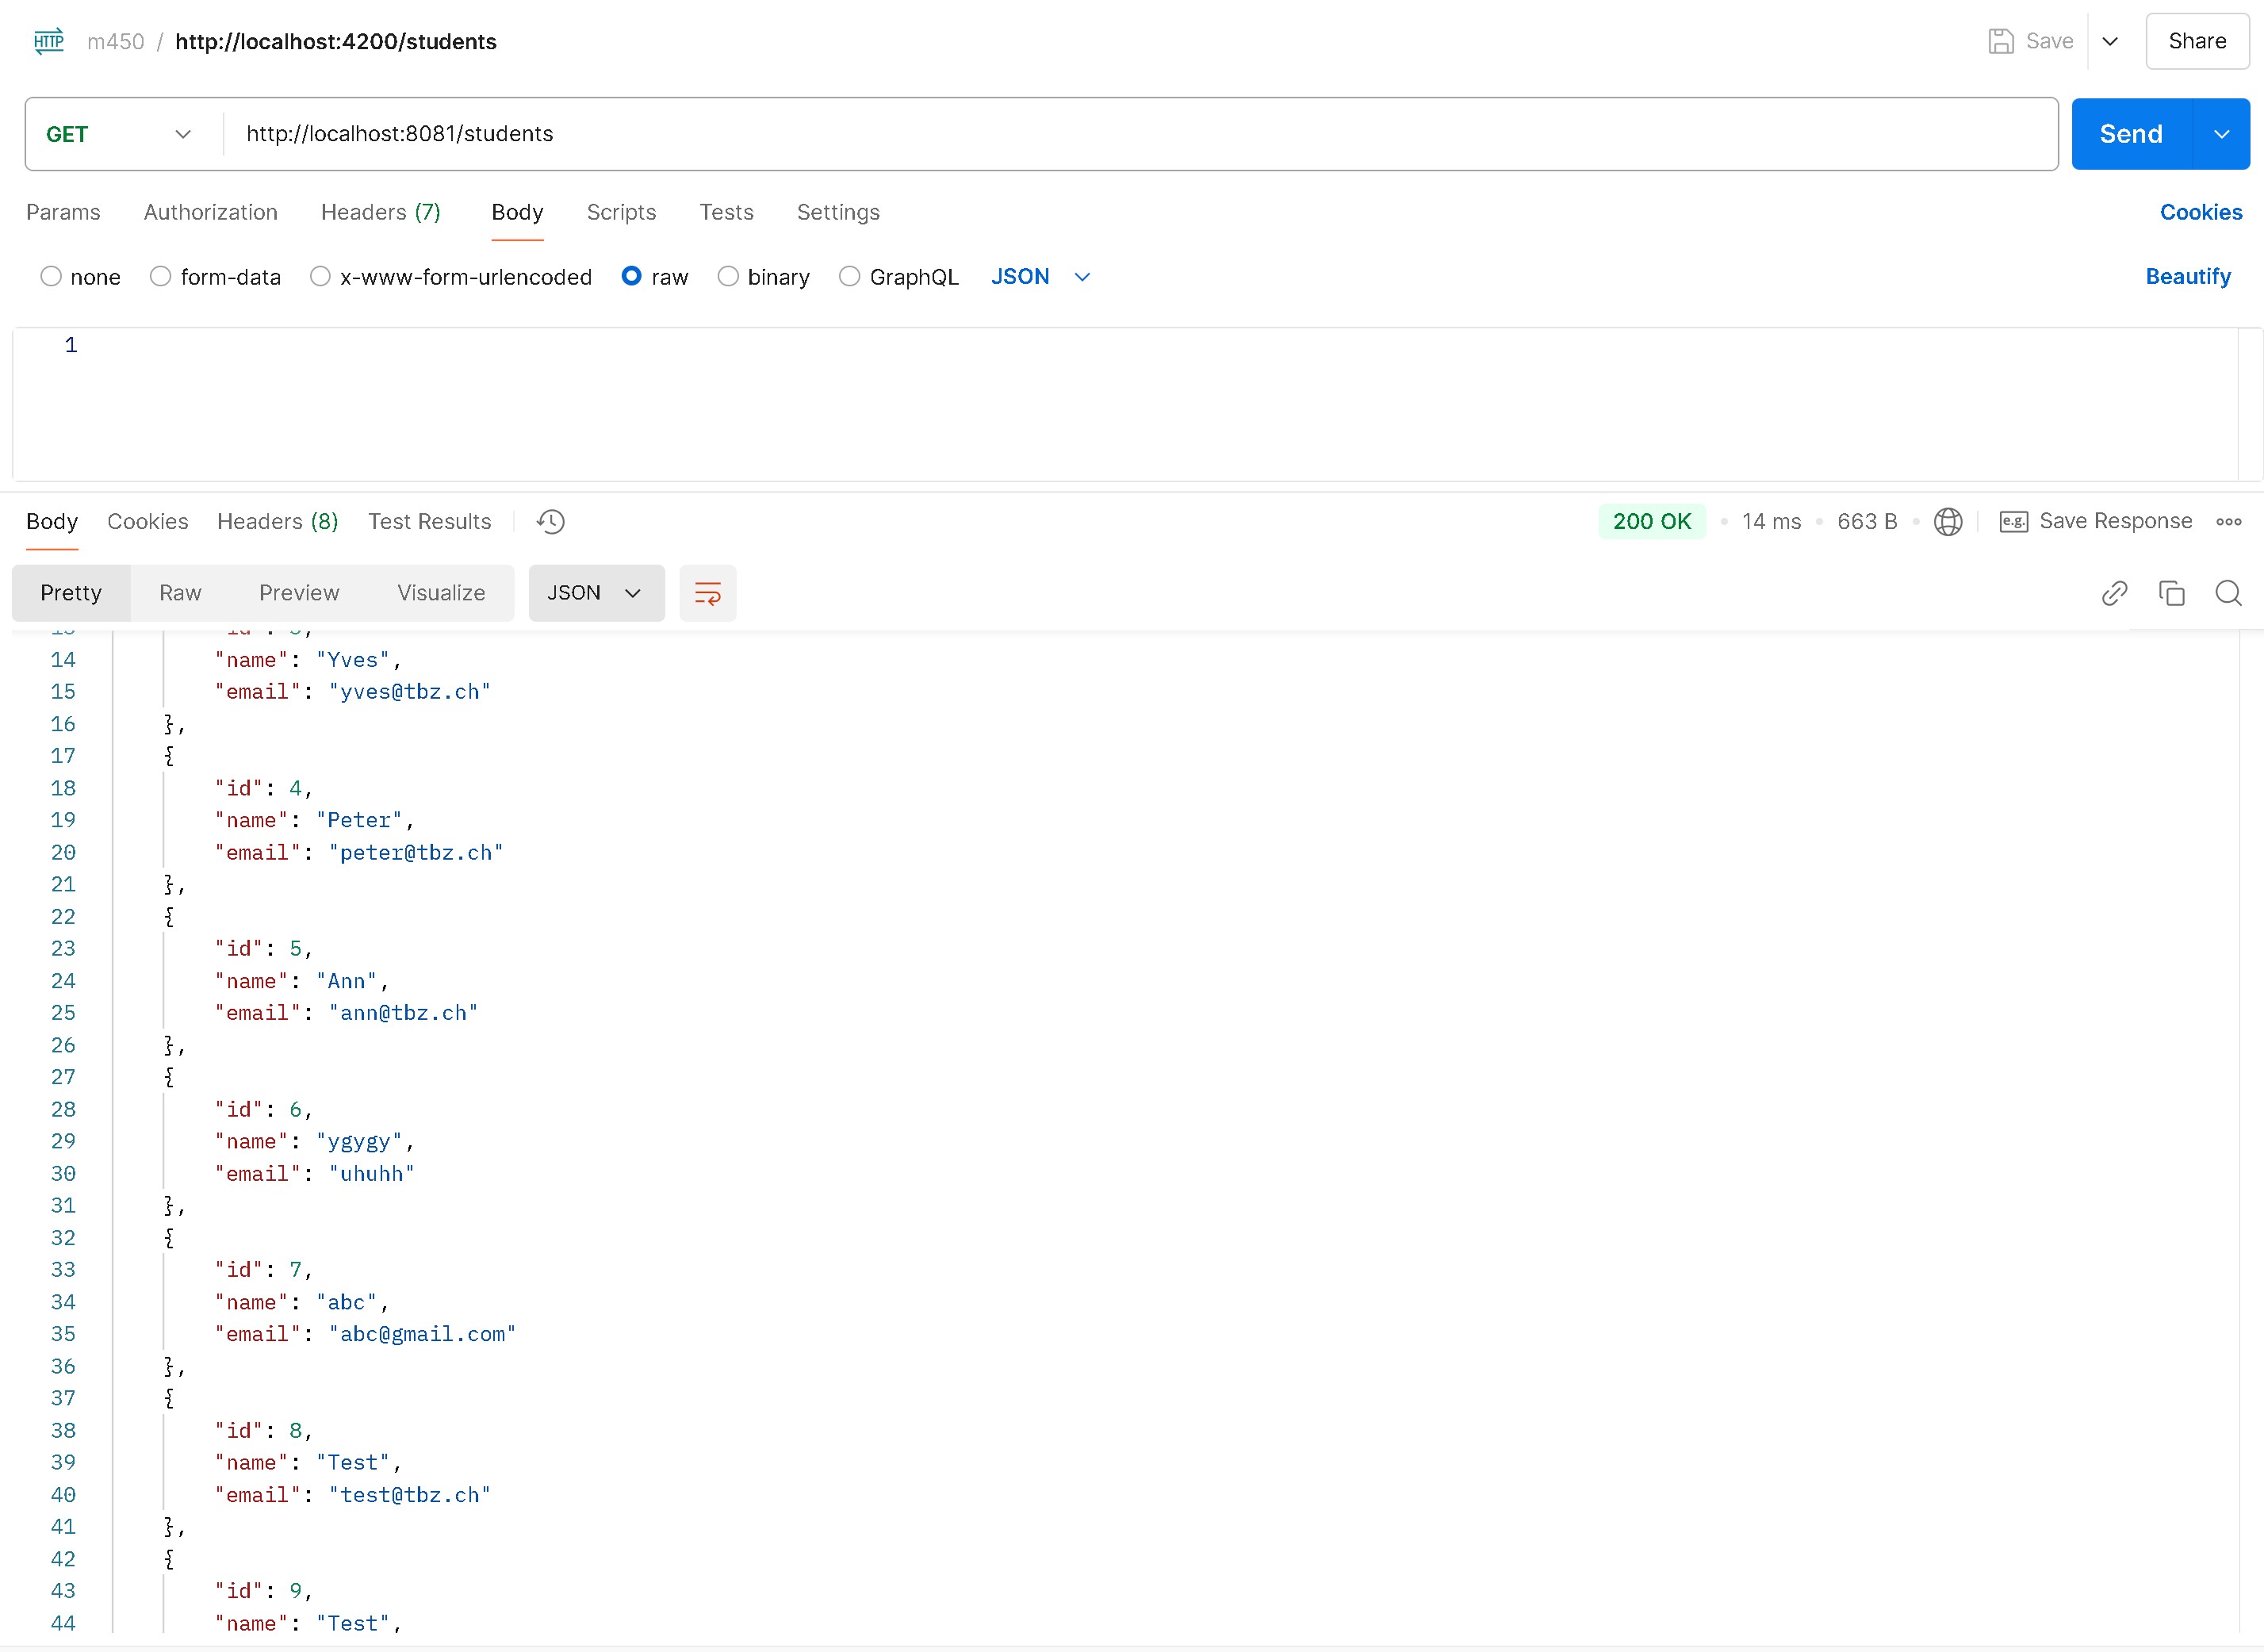 HTTP m450 / http://localhost:4200/students Save Share
GET http://localhost:8081/students Send
Params Authorization Headers (7) Body Scripts Tests Settings Cookies
none form-data x-www-form-urlencoded raw binary GraphQL JSON Beautify
1
Body Cookies Headers (8) Test Results 200 OK • 14 ms • 663 B • e.g. Save Response
Pretty Raw Preview Visualize JSON
14 "name": "Yves",
15 "email": "yves@tbz.ch"
16 },
17 {
18 "id": 4,
19 "name": "Peter",
20 "email": "peter@tbz.ch"
21 },
22 {
23 "id": 5,
24 "name": "Ann",
25 "email": "ann@tbz.ch"
26 },
27 {
28 "id": 6,
29 "name": "ygygy",
30 "email": "uhuhh"
31 },
32 {
33 "id": 7,
34 "name": "abc",
35 "email": "abc@gmail.com"
36 },
37 {
38 "id": 8,
39 "name": "Test",
40 "email": "test@tbz.ch"
41 },
42 {
43 "id": 9,
44 "name": "Test",